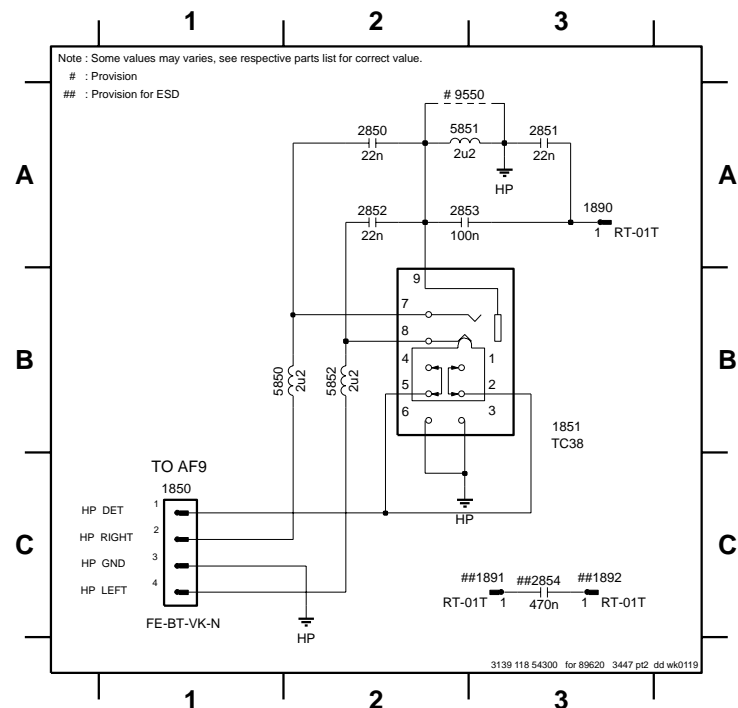 1 2 3
Note : Some values may varies, see respective parts list for correct value.
# : Provision
## : Provision for ESD
# 9550
2850 5851 2851
22n 2u2 22n
A A
HP
2852 2853 1890
22n 100n 1 RT-01T
9
7
8
4 1
B B
5850 2u2
5852 2u2
5 2
6 3
1851
TC38
TO AF9
1850
HP DET 1
HP
HP RIGHT 2
C C
HP GND 3
##1891 ##2854 ##1892
HP LEFT 4
RT-01T 1 470n 1 RT-01T
FE-BT-VK-N
HP
3139 118 54300 for 89620 3447 pt2 dd wk0119
1 2 3